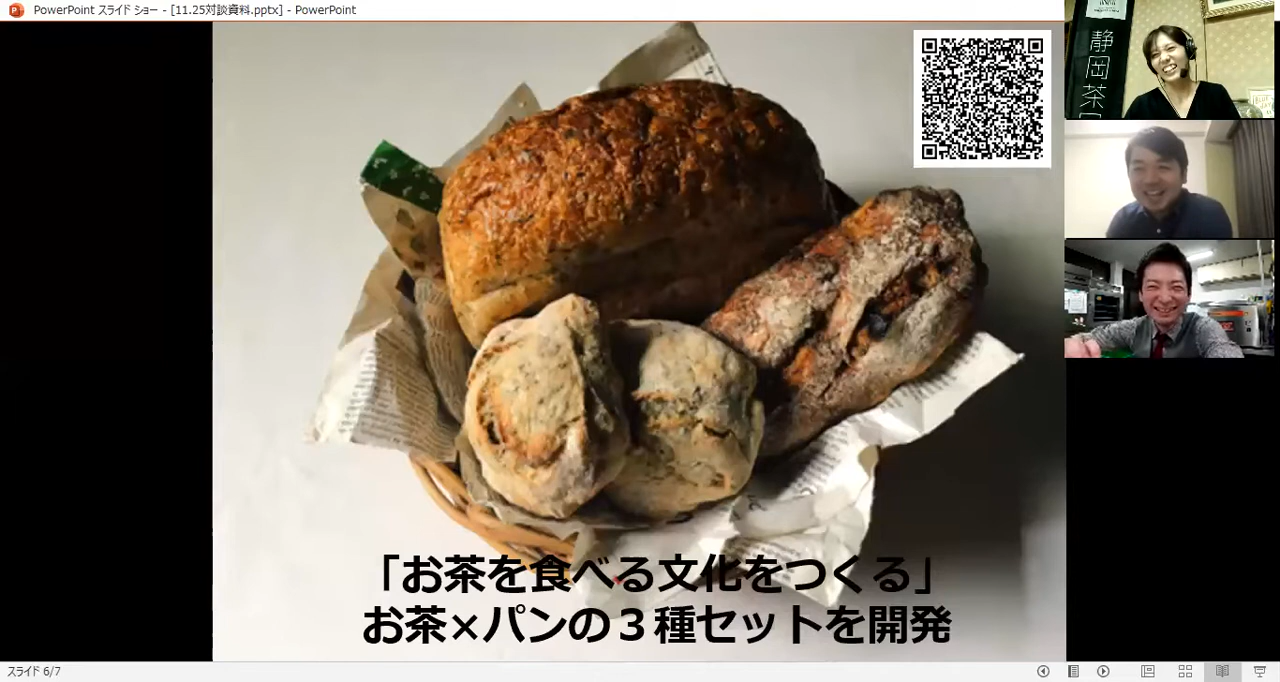 PowerPoint スライド ショー - [11.25対談資料.pptx] - PowerPoint
静岡茶
「お茶を食べる文化をつくる」
お茶×パンの３種セットを開発
スライド 6/7